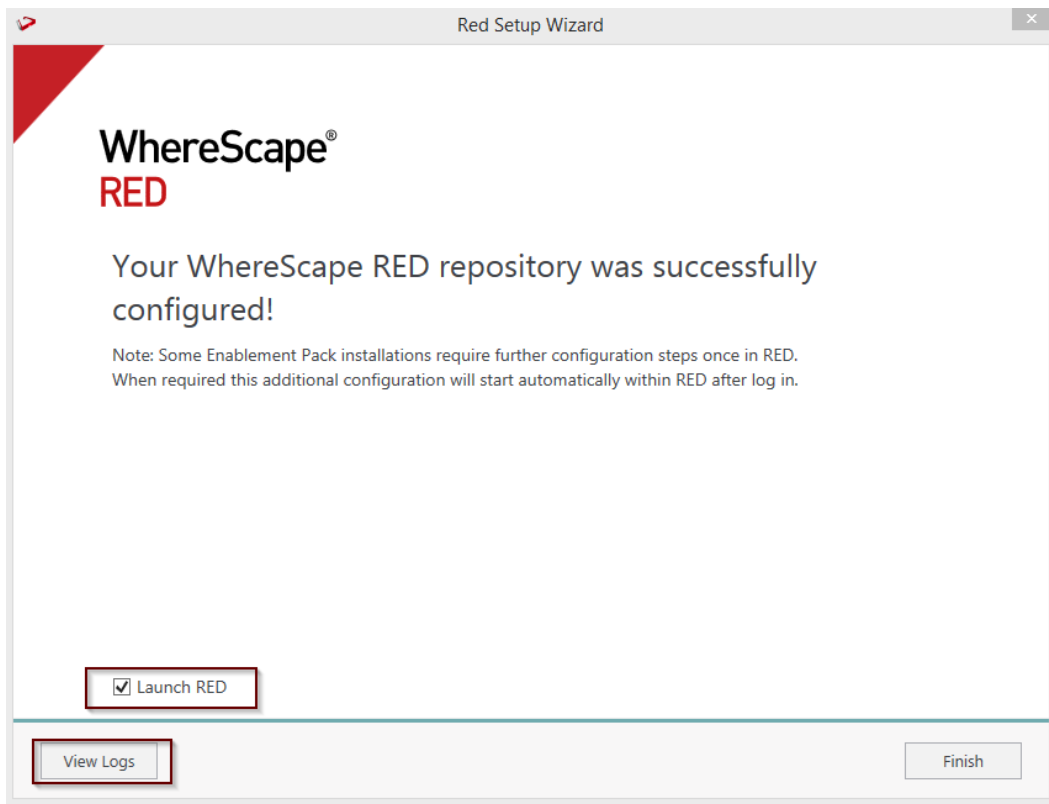 Red Setup Wizard
WhereScape®
RED
Your WhereScape RED repository was successfully
configured!
Note: Some Enablement Pack installations require further configuration steps once in RED.
When required this additional configuration will start automatically within RED after log in.
Launch RED
View Logs
Finish